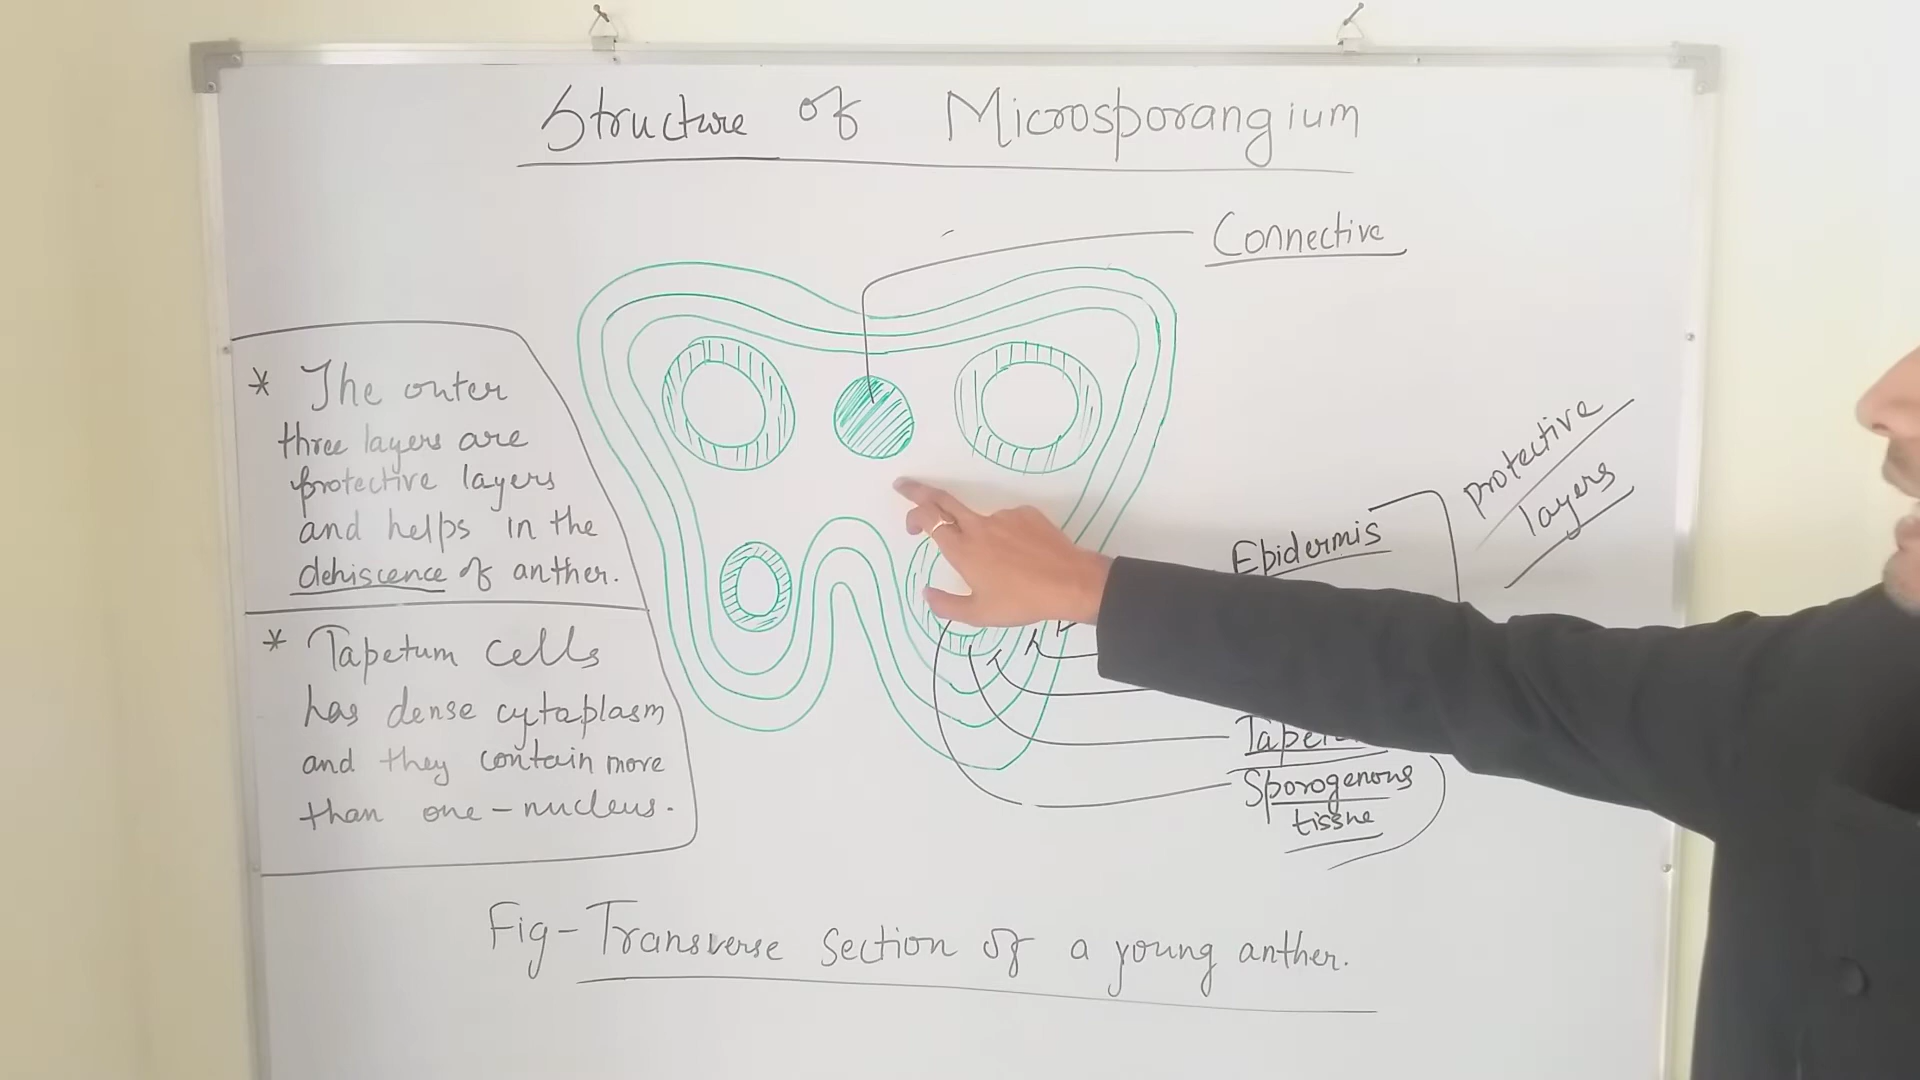 Structure of Microsporangium
Connective
* The outer
three layers are
protective layers
and helps in the
dehiscence of anther.
* Tapetum cells
has dense cytoplasm
and they contain more
than one-nucleus.
protective
layers
Epidermis
Sporogenous
tissue
Fig-Transverse section of a young anther.